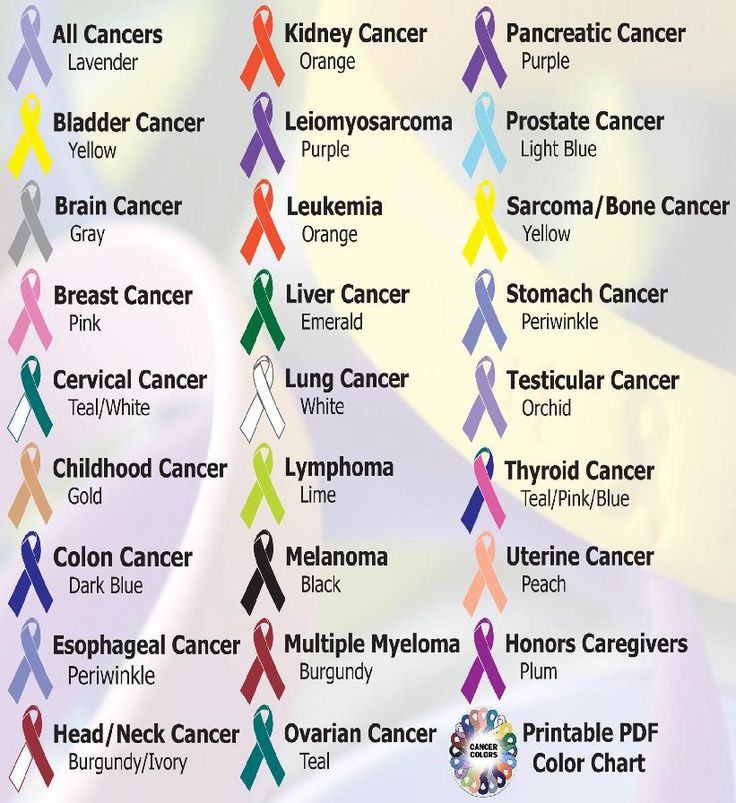 All Cancers
Lavender
Bladder Cancer
Yellow
Brain Cancer
Gray
Breast Cancer
Pink
Cervical Cancer
Teal/White
Childhood Cancer
Gold
Colon Cancer
Dark Blue
Esophageal Cancer
Periwinkle
Head/Neck Cancer
Burgundy/Ivory
Kidney Cancer
Orange
Leiomyosarcoma
Purple
Leukemia
Orange
Liver Cancer
Emerald
Lung Cancer
White
Lymphoma
Lime
Melanoma
Black
Multiple Myeloma
Burgundy
Ovarian Cancer
Teal
Pancreatic Cancer
Purple
Prostate Cancer
Light Blue
Sarcoma/Bone Cancer
Yellow
Stomach Cancer
Periwinkle
Testicular Cancer
Orchid
Thyroid Cancer
Teal/Pink/Blue
Uterine Cancer
Peach
Honors Caregivers
Plum
CANCER
COLORS
Printable PDF
Color Chart